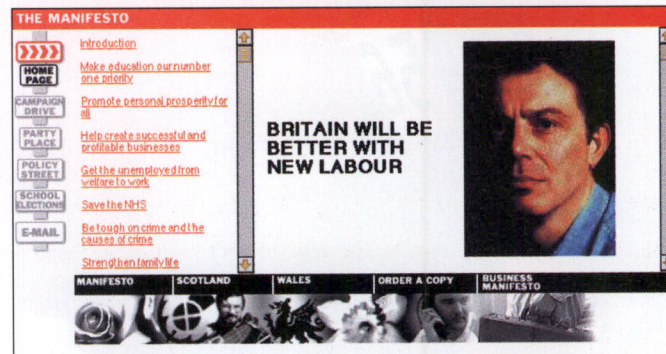 THE MANIFESTO
HOME
PAGE
CAMPAIGN
DRIVE
PARTY
PLACE
POLICY
STREET
SCHOOL
ELECTIONS
E-MAIL
Introduction
Make education our number
one priority
Promote personal prosperity for
all
Help create successful and
profitable businesses
Get the unemployed from
welfare to work
Save the NHS
Be tough on crime and the
causes of crime
Strengthen family life
BRITAIN WILL BE
BETTER WITH
NEW LABOUR
MANIFESTO
SCOTLAND
WALES
ORDER A COPY
BUSINESS
MANIFESTO